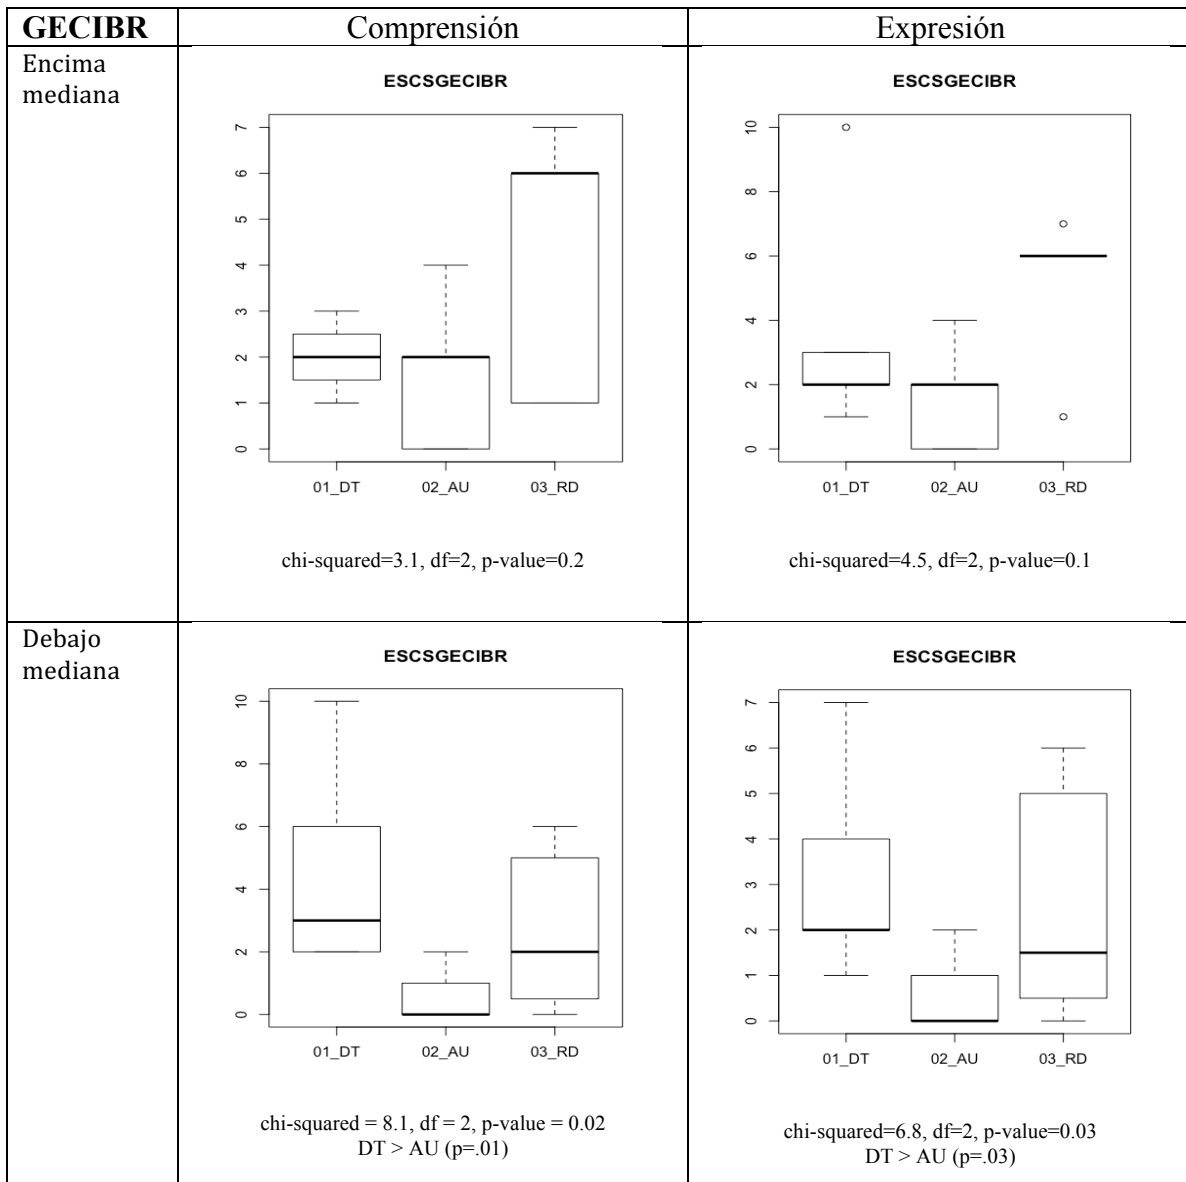 GECIBR Comprensión Expresión
Encima
mediana
ESCSGECIBR
7
6
5
4
3
2
1
0
01_DT 02_AU 03_RD
chi-squared=3.1, df=2, p-value=0.2
ESCSGECIBR
10
8
6
4
2
0
01_DT 02_AU 03_RD
chi-squared=4.5, df=2, p-value=0.1
Debajo
mediana
ESCSGECIBR
10
8
6
4
2
0
01_DT 02_AU 03_RD
chi-squared = 8.1, df = 2, p-value = 0.02
DT > AU (p=.01)
ESCSGECIBR
7
6
5
4
3
2
1
0
01_DT 02_AU 03_RD
chi-squared=6.8, df=2, p-value=0.03
DT > AU (p=.03)